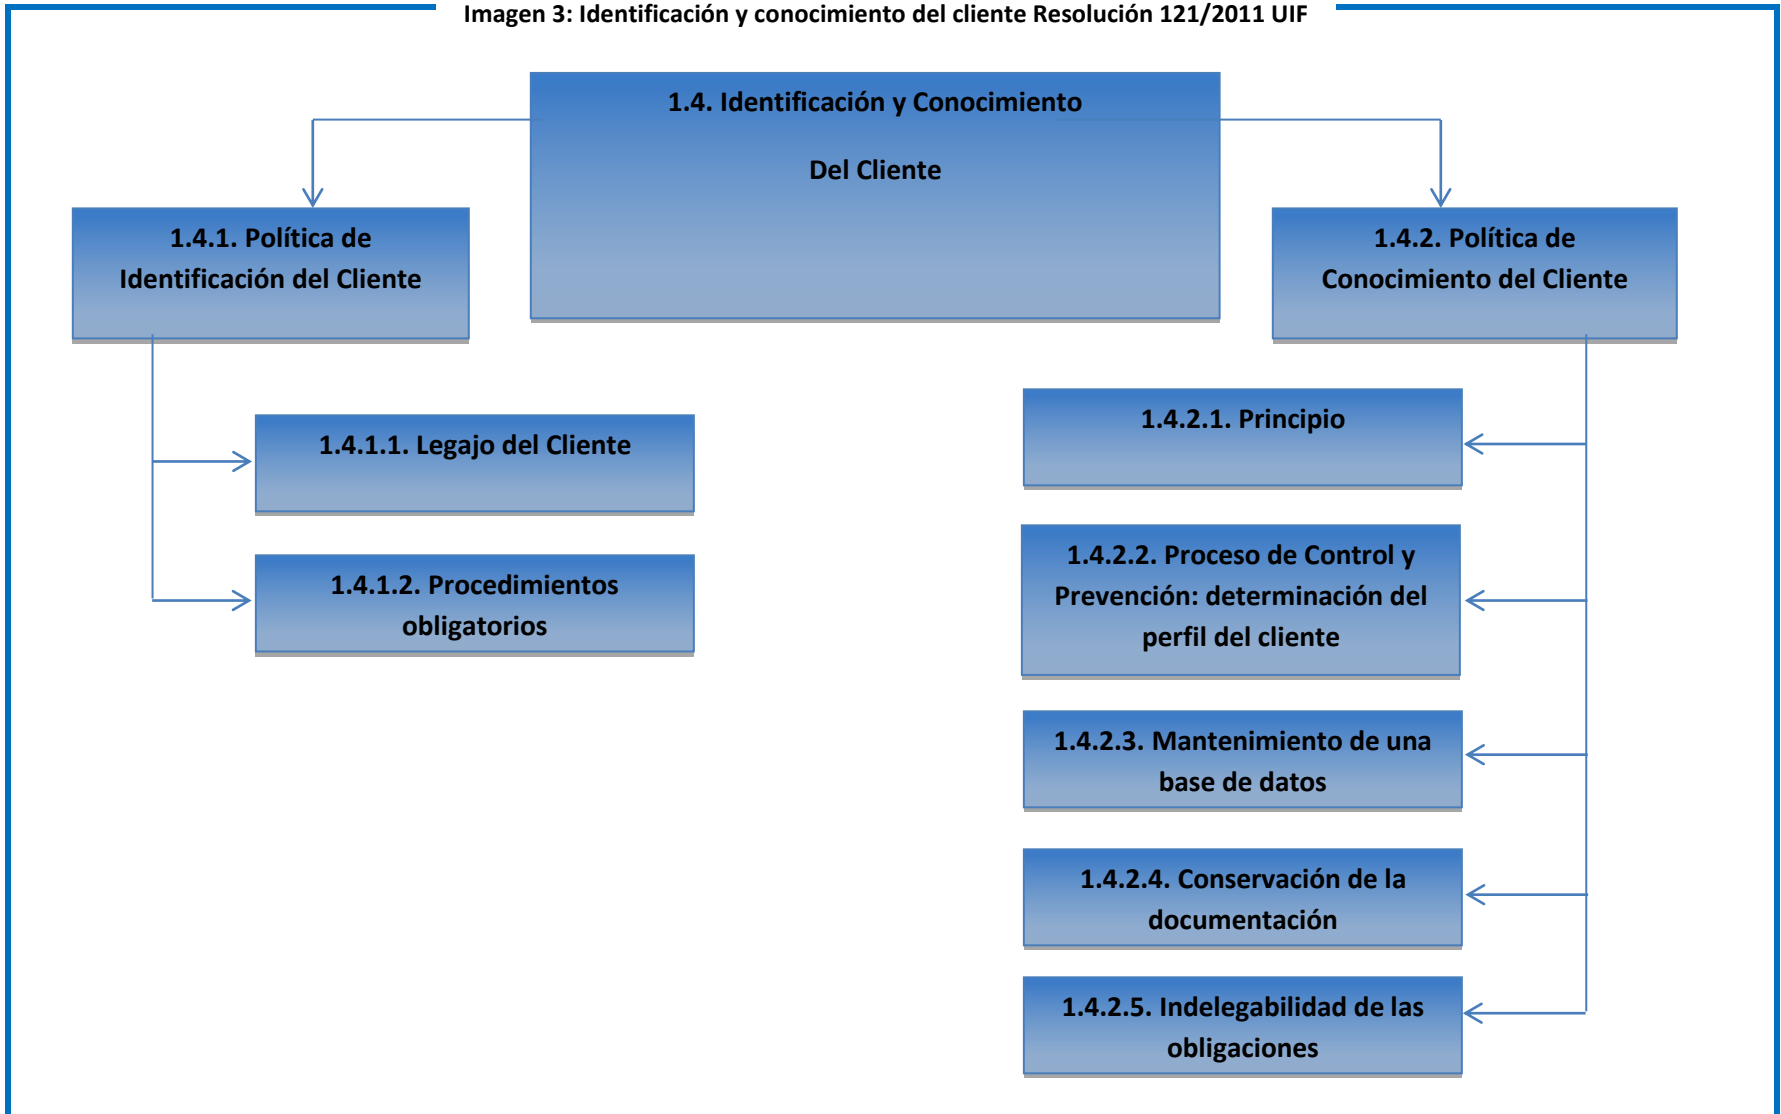 Imagen 3: Identificación y conocimiento del cliente Resolución 121/2011 UIF
1.4. Identificación y Conocimiento
Del Cliente
1.4.1. Política de
Identificación del Cliente
1.4.1.1. Legajo del Cliente
1.4.1.2. Procedimientos
obligatorios
1.4.2. Política de
Conocimiento del Cliente
1.4.2.1. Principio
1.4.2.2. Proceso de Control y
Prevención: determinación del
perfil del cliente
1.4.2.3. Mantenimiento de una
base de datos
1.4.2.4. Conservación de la
documentación
1.4.2.5. Indelegabilidad de las
obligaciones